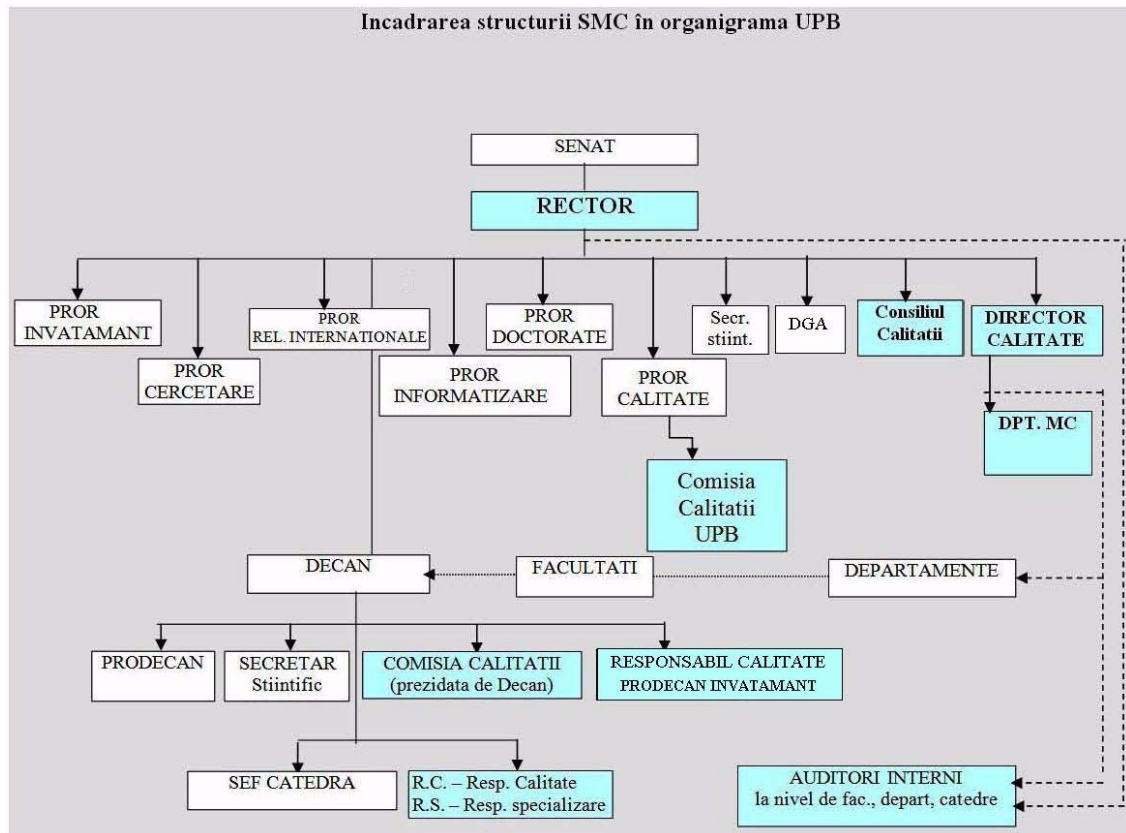 Incadrarea structurii SMC în organigrama UPB
SENAT
RECTOR
PROR
INVATAMANT
PROR
CERCETARE
PROR
REL. INTERNATIONALE
PROR
INFORMATIZARE
PROR
DOCTORATE
PROR
CALITATE
Secr.
stiint.
DGA
Consiliul
Calitatii
DIRECTOR
CALITATE
DPT. MC
Comisia
Calitatii
UPB
DECAN
FACULTATI
DEPARTAMENTE
PRODECAN
SECRETAR
Stiintific
COMISIA CALITATII
(prezidata de Decan)
RESPONSABIL CALITATE
PRODECAN INVATAMANT
SEF CATEDRA
R.C. – Resp. Calitate
R.S. – Resp. specializare
AUDITORI INTERNI
la nivel de fac., depart, catedre